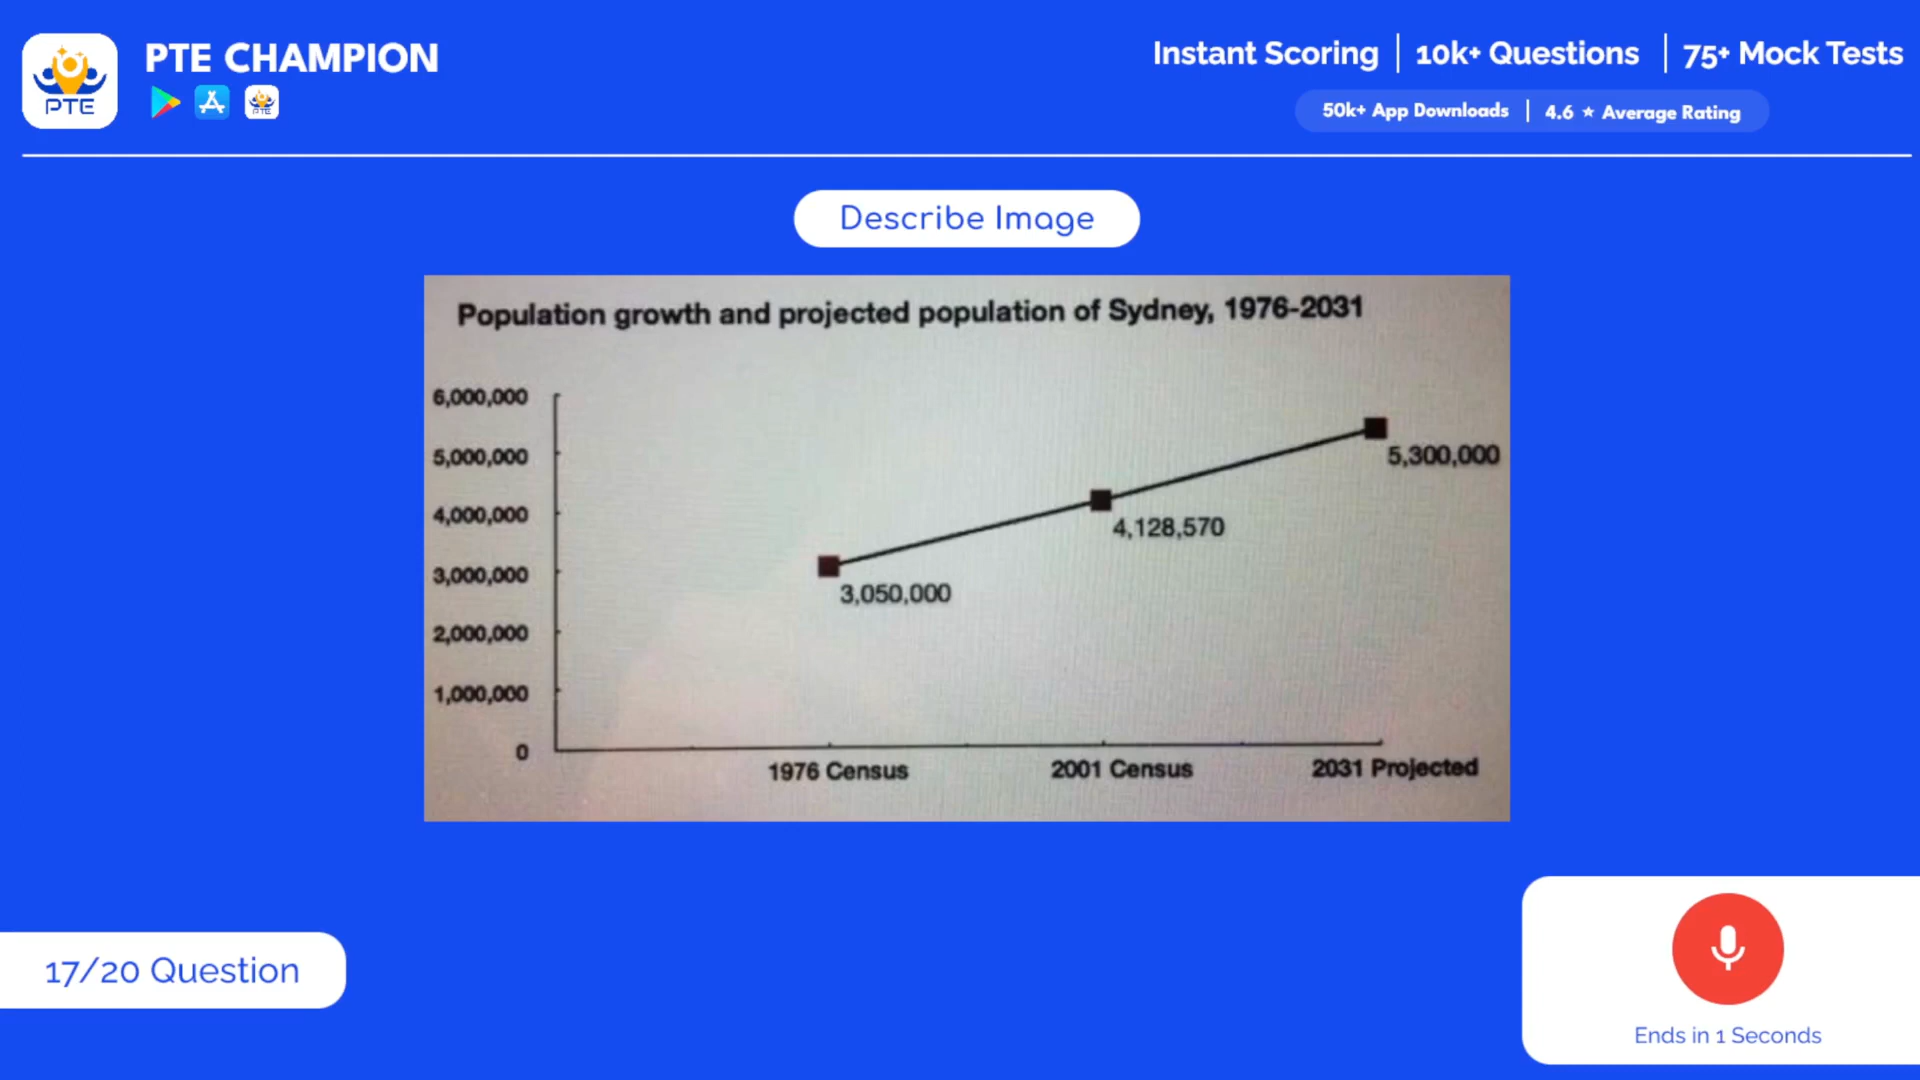 PTE CHAMPION
PTE
PTE
Instant Scoring | 10k+ Questions | 75+ Mock Tests
50k+ App Downloads | 4.6 ★ Average Rating
Describe Image
Population growth and projected population of Sydney, 1976-2031
6,000,000
5,000,000
4,000,000
3,000,000
2,000,000
1,000,000
0
3,050,000
4,128,570
5,300,000
1976 Census
2001 Census
2031 Projected
17/20 Question
Ends in 1 Seconds